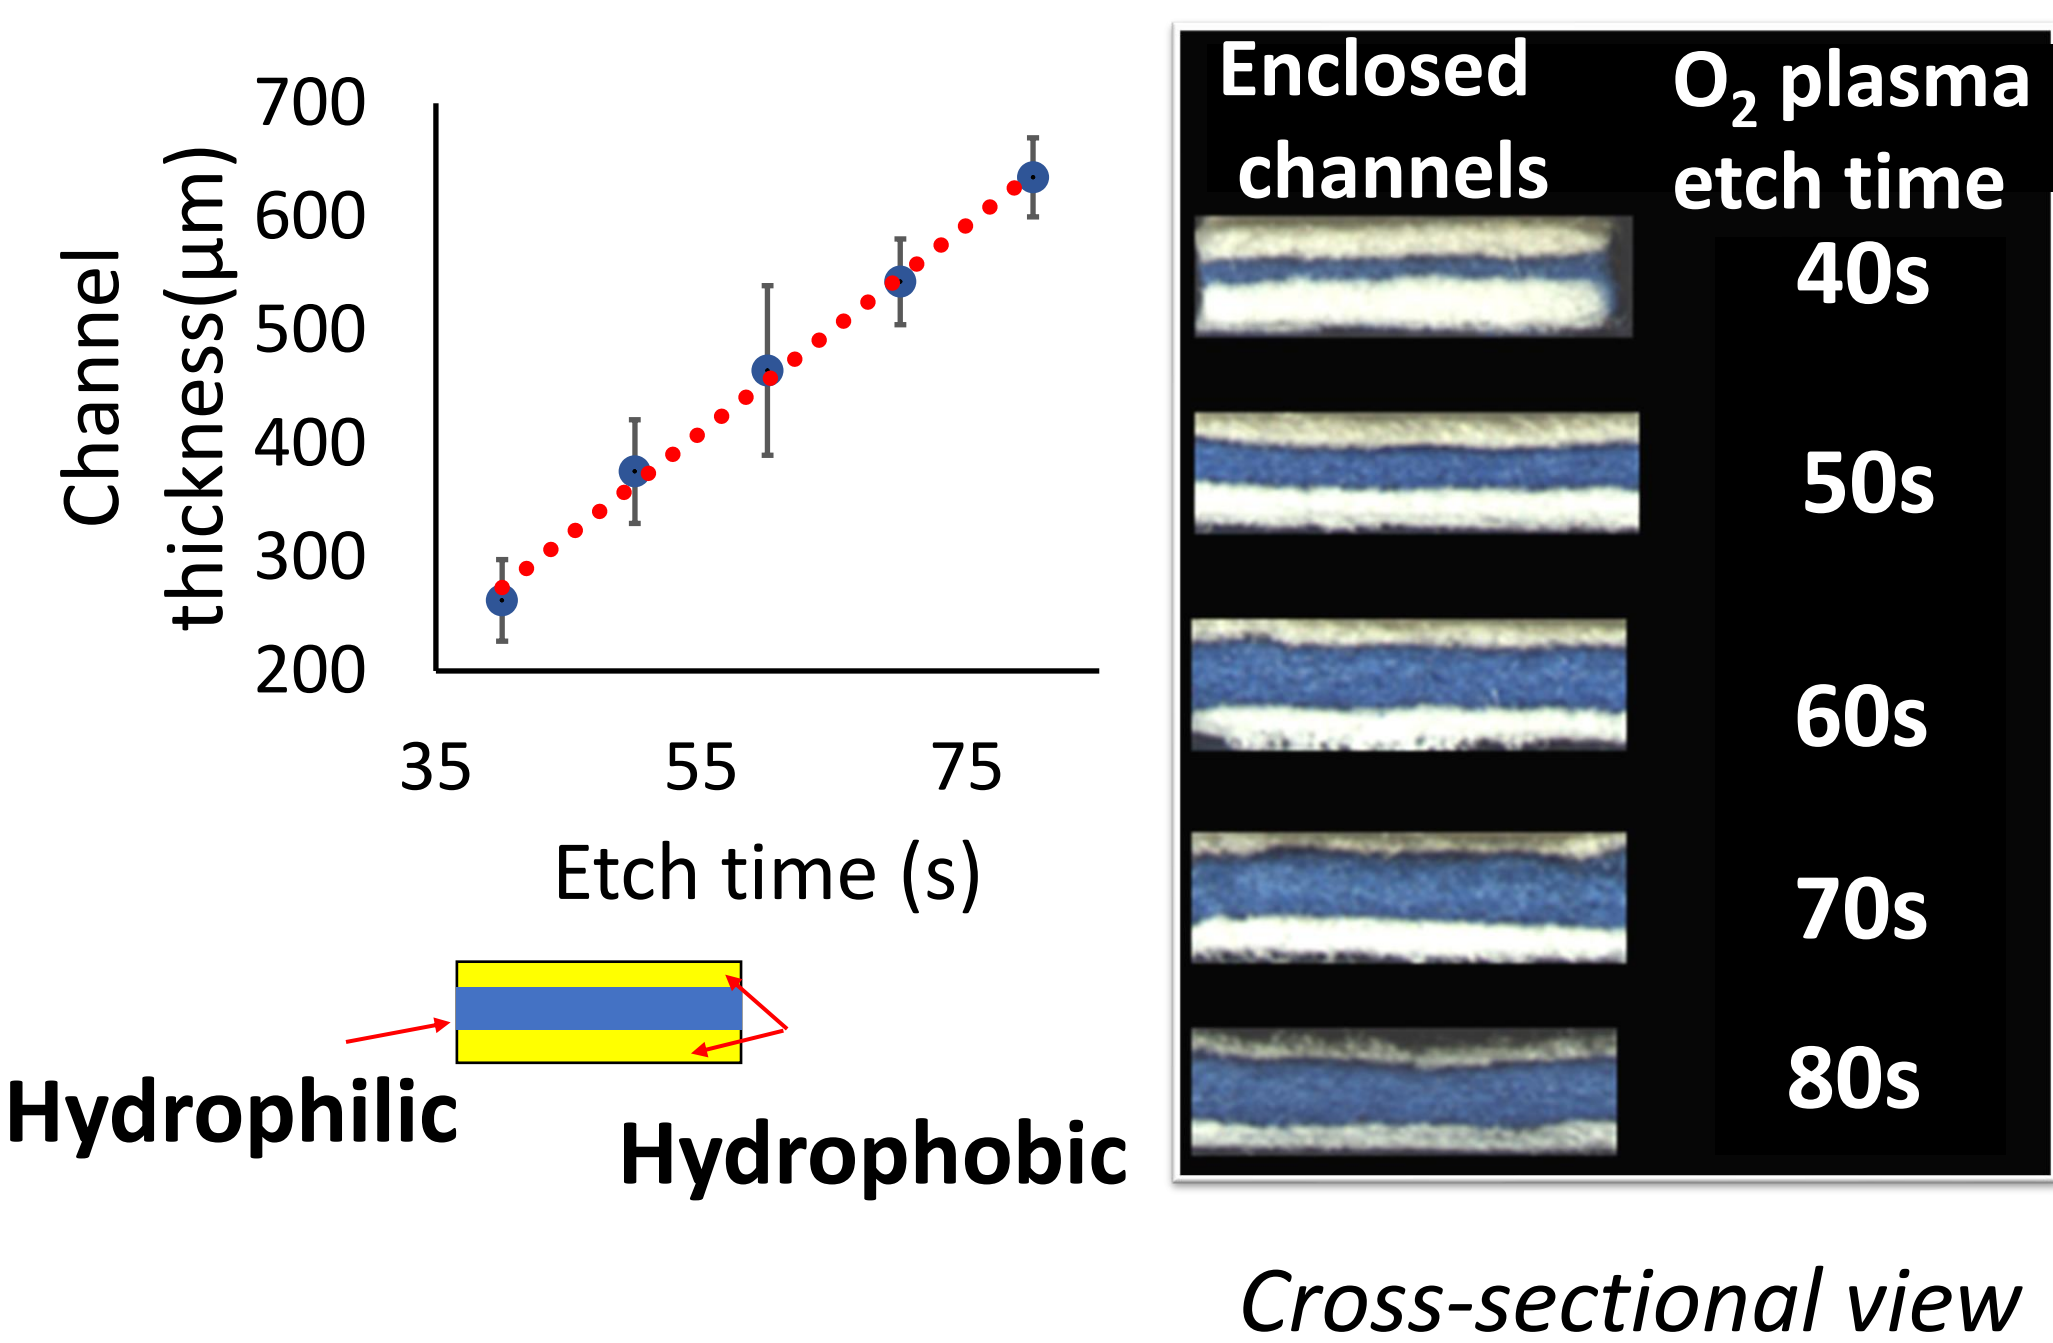 Channel
thickness(µm)
700
600
500
400
300
200
35 55 75
Etch time (s)
Hydrophilic
Hydrophobic
Enclosed
channels
O₂ plasma
etch time
40s
50s
60s
70s
80s
Cross-sectional view